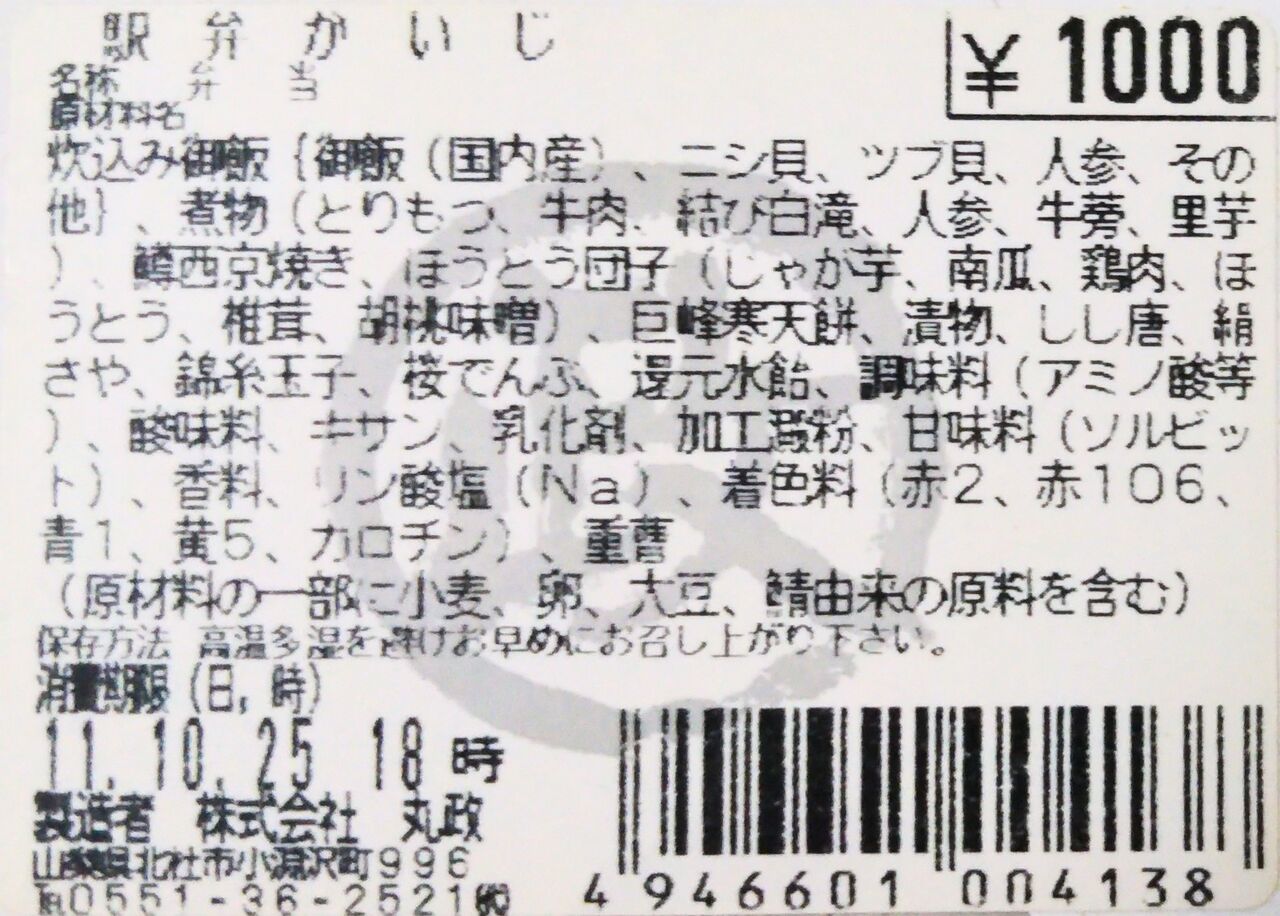 駅弁かいじ
¥1000
名称 弁当
原材料名
炊込み御飯{御飯(国内産)、ニシ貝、ツブ貝、人参、その
他}、煮物(とりもつ、牛肉、結び白滝、人参、牛蒡、里芋
)、鱒西京焼き、ほうとう団子(じゃが芋、南瓜、鶏肉、ほ
うとう、椎茸、胡桃味噌)、巨峰寒天餅、漬物、しし唐、絹
さや、錦糸玉子、桜でんぶ、還元水飴、調味料(アミノ酸等
)、酸味料、キサン、乳化剤、加工澱粉、甘味料(ソルビッ
ト)、香料、リン酸塩(Na)、着色料(赤2、赤106、
青1、黄5、カロチン)、重曹
(原材料の一部に小麦、卵、大豆、鯖由来の原料を含む)
保存方法 高温多湿を避けお早めにお召し上がり下さい。
消費期限(日,時)
11.10.25 18時
製造者 株式会社 丸政
山梨県北杜市小淵沢町996
℡0551-36-2521㈹
4946601004138